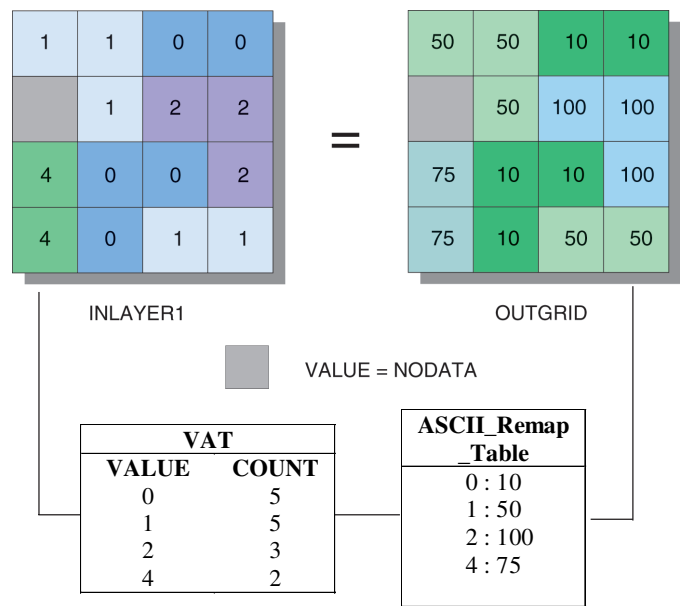 1 1 0 0
50 50 10 10
1 2 2
=
50 100 100
4 0 0 2
75 10 10 100
4 0 1 1
75 10 50 50
INLAYER1
OUTGRID
VALUE = NODATA
VAT
VALUE COUNT
0 5
1 5
2 3
4 2
ASCII_Remap
_Table
0 : 10
1 : 50
2 : 100
4 : 75